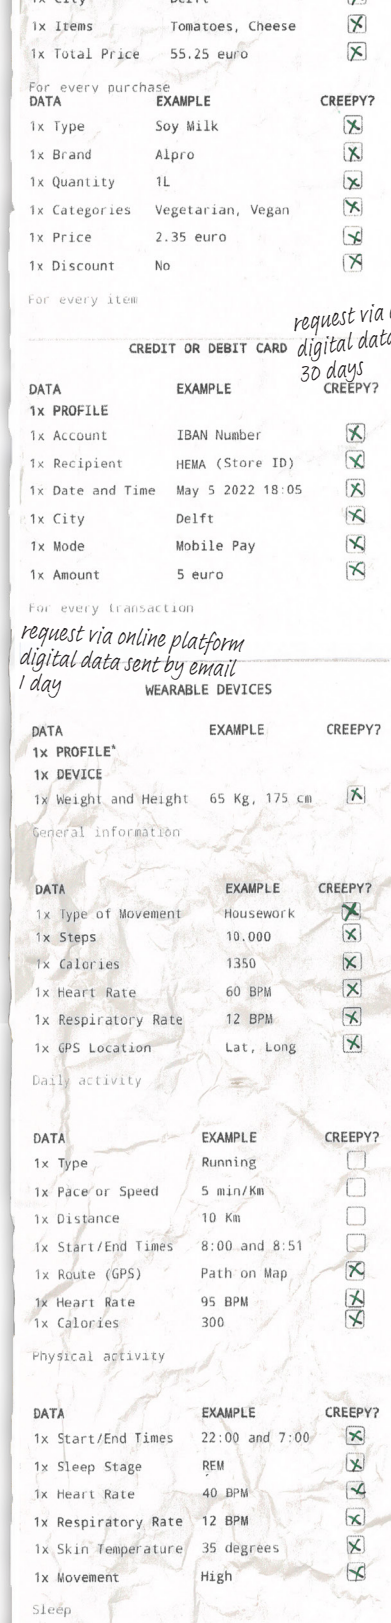 1x City Delft
1x Items Tomatoes, Cheese
1x Total Price 55.25 euro
For every purchase
DATA EXAMPLE CREEPY?
1x Type Soy Milk
1x Brand Alpro
1x Quantity 1L
1x Categories Vegetarian, Vegan
1x Price 2.35 euro
1x Discount No
For every item
request via
CREDIT OR DEBIT CARD digital data
30 days
DATA EXAMPLE CREEPY?
1x PROFILE
1x Account IBAN Number
1x Recipient HEMA (Store ID)
1x Date and Time May 5 2022 18:05
1x City Delft
1x Mode Mobile Pay
1x Amount 5 euro
For every transaction
request via online platform
digital data sent by email
1 day
WEARABLE DEVICES
DATA EXAMPLE CREEPY?
1x PROFILE*
1x DEVICE
1x Weight and Height 65 Kg, 175 cm
General information
DATA EXAMPLE CREEPY?
1x Type of Movement Housework
1x Steps 10.000
1x Calories 1350
1x Heart Rate 60 BPM
1x Respiratory Rate 12 BPM
1x GPS Location Lat, Long
Daily activity
DATA EXAMPLE CREEPY?
1x Type Running
1x Pace or Speed 5 min/Km
1x Distance 10 Km
1x Start/End Times 8:00 and 8:51
1x Route (GPS) Path on Map
1x Heart Rate 95 BPM
1x Calories 300
Physical activity
DATA EXAMPLE CREEPY?
1x Start/End Times 22:00 and 7:00
1x Sleep Stage REM
1x Heart Rate 40 BPM
1x Respiratory Rate 12 BPM
1x Skin Temperature 35 degrees
1x Movement High
Sleep